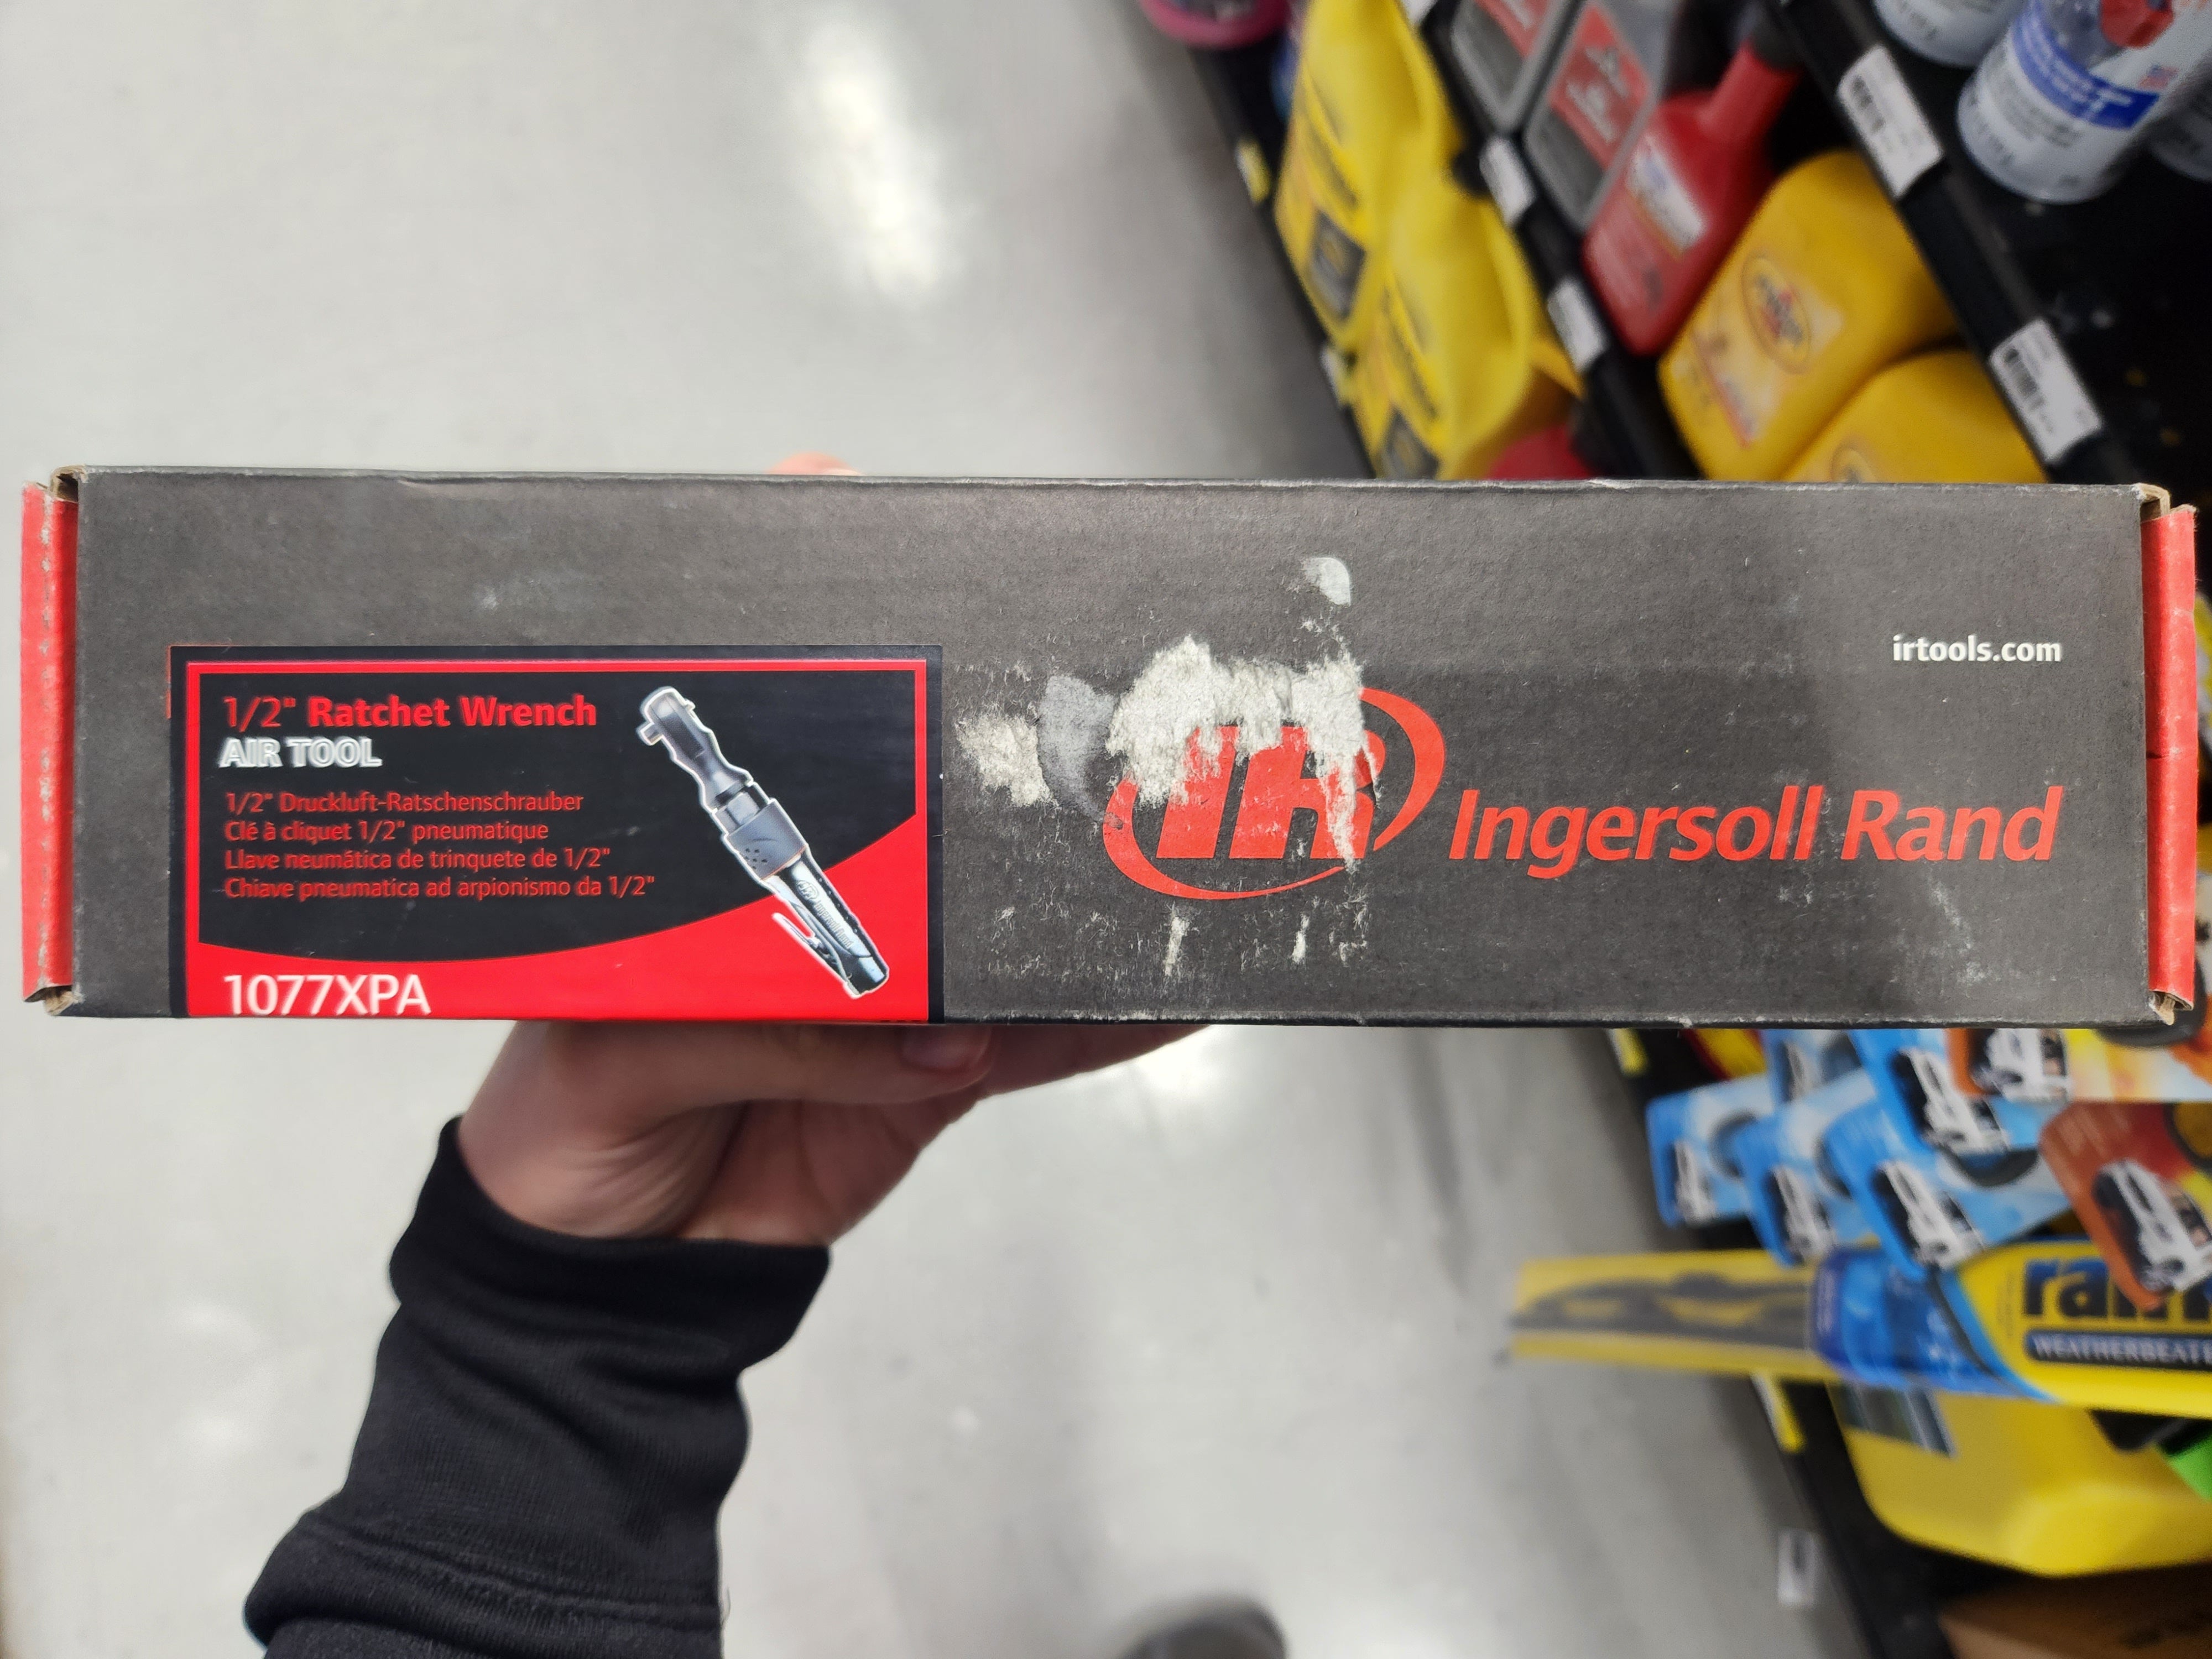 irtools.com
1/2" Ratchet Wrench
AIR TOOL
1/2" Druckluft-Ratschenschrauber
Clé à cliquet 1/2" pneumatique
Llave neumática de trinquete de 1/2"
Chiave pneumatica ad arpionismo da 1/2"
1077XPA
IR Ingersoll Rand
WEATHERBEATE